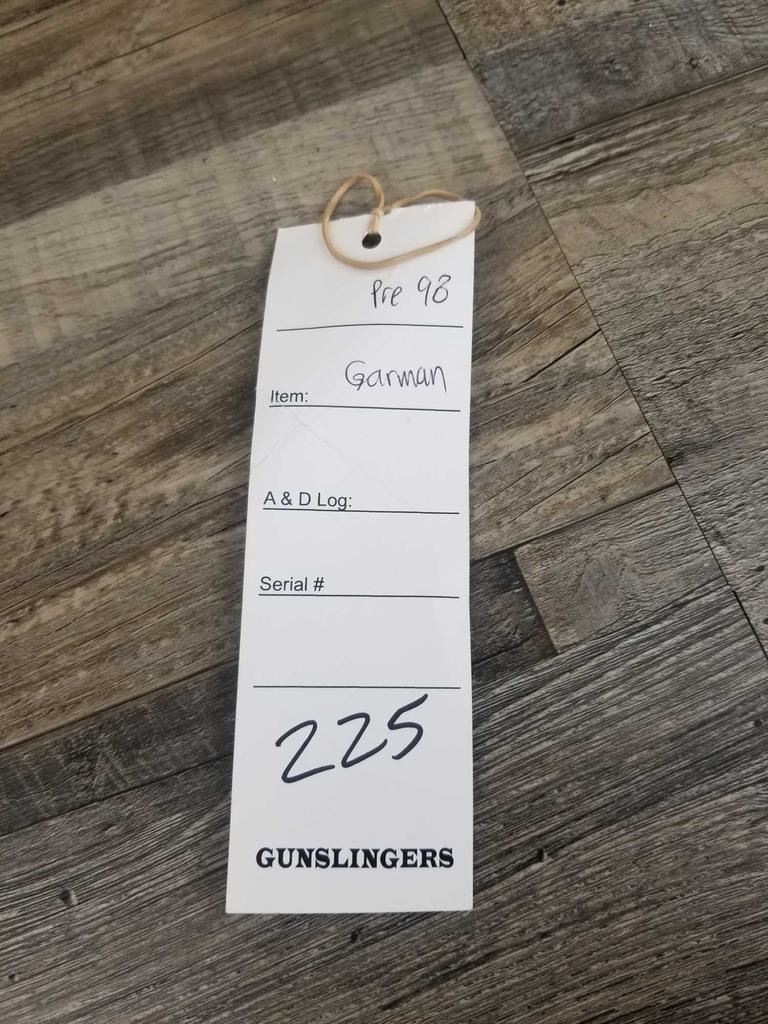 Pre 98
Item: Garman
A & D Log:
Serial #
225
GUNSLINGERS